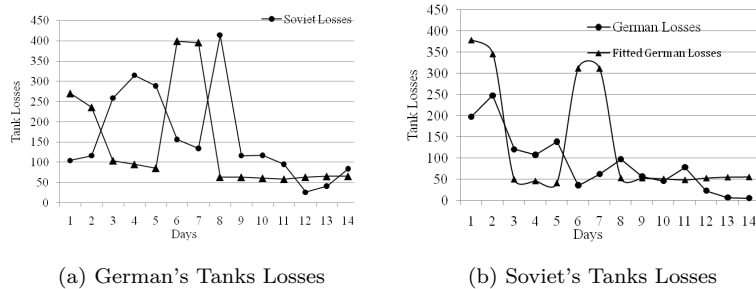 Soviet Losses
450
400
350
300
250
200
150
100
50
0
Tank Losses
1 2 3 4 5 6 7 8 9 10 11 12 13 14
Days
(a) German's Tanks Losses
German Losses
Fitted German Losses
450
400
350
300
250
200
150
100
50
0
Tank Losses
1 2 3 4 5 6 7 8 9 10 11 12 13 14
Days
(b) Soviet's Tanks Losses